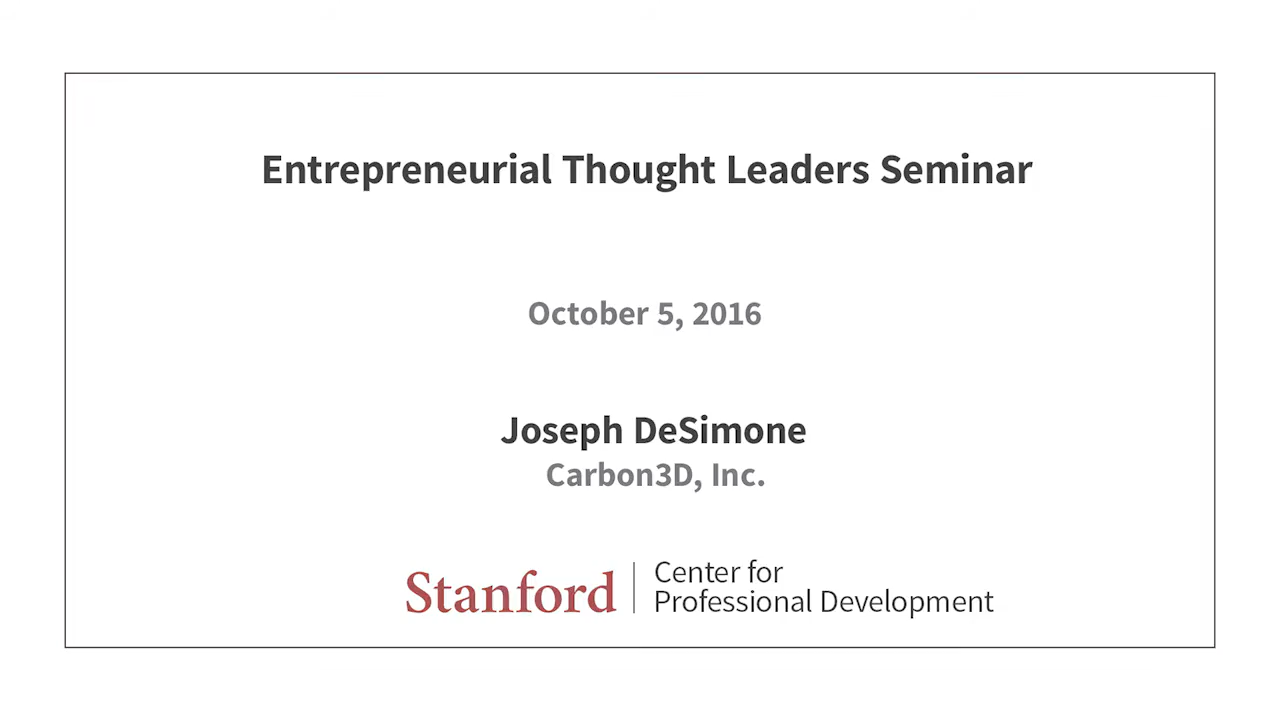 Entrepreneurial Thought Leaders Seminar
October 5, 2016
Joseph DeSimone
Carbon3D, Inc.
Stanford
Center for
Professional Development